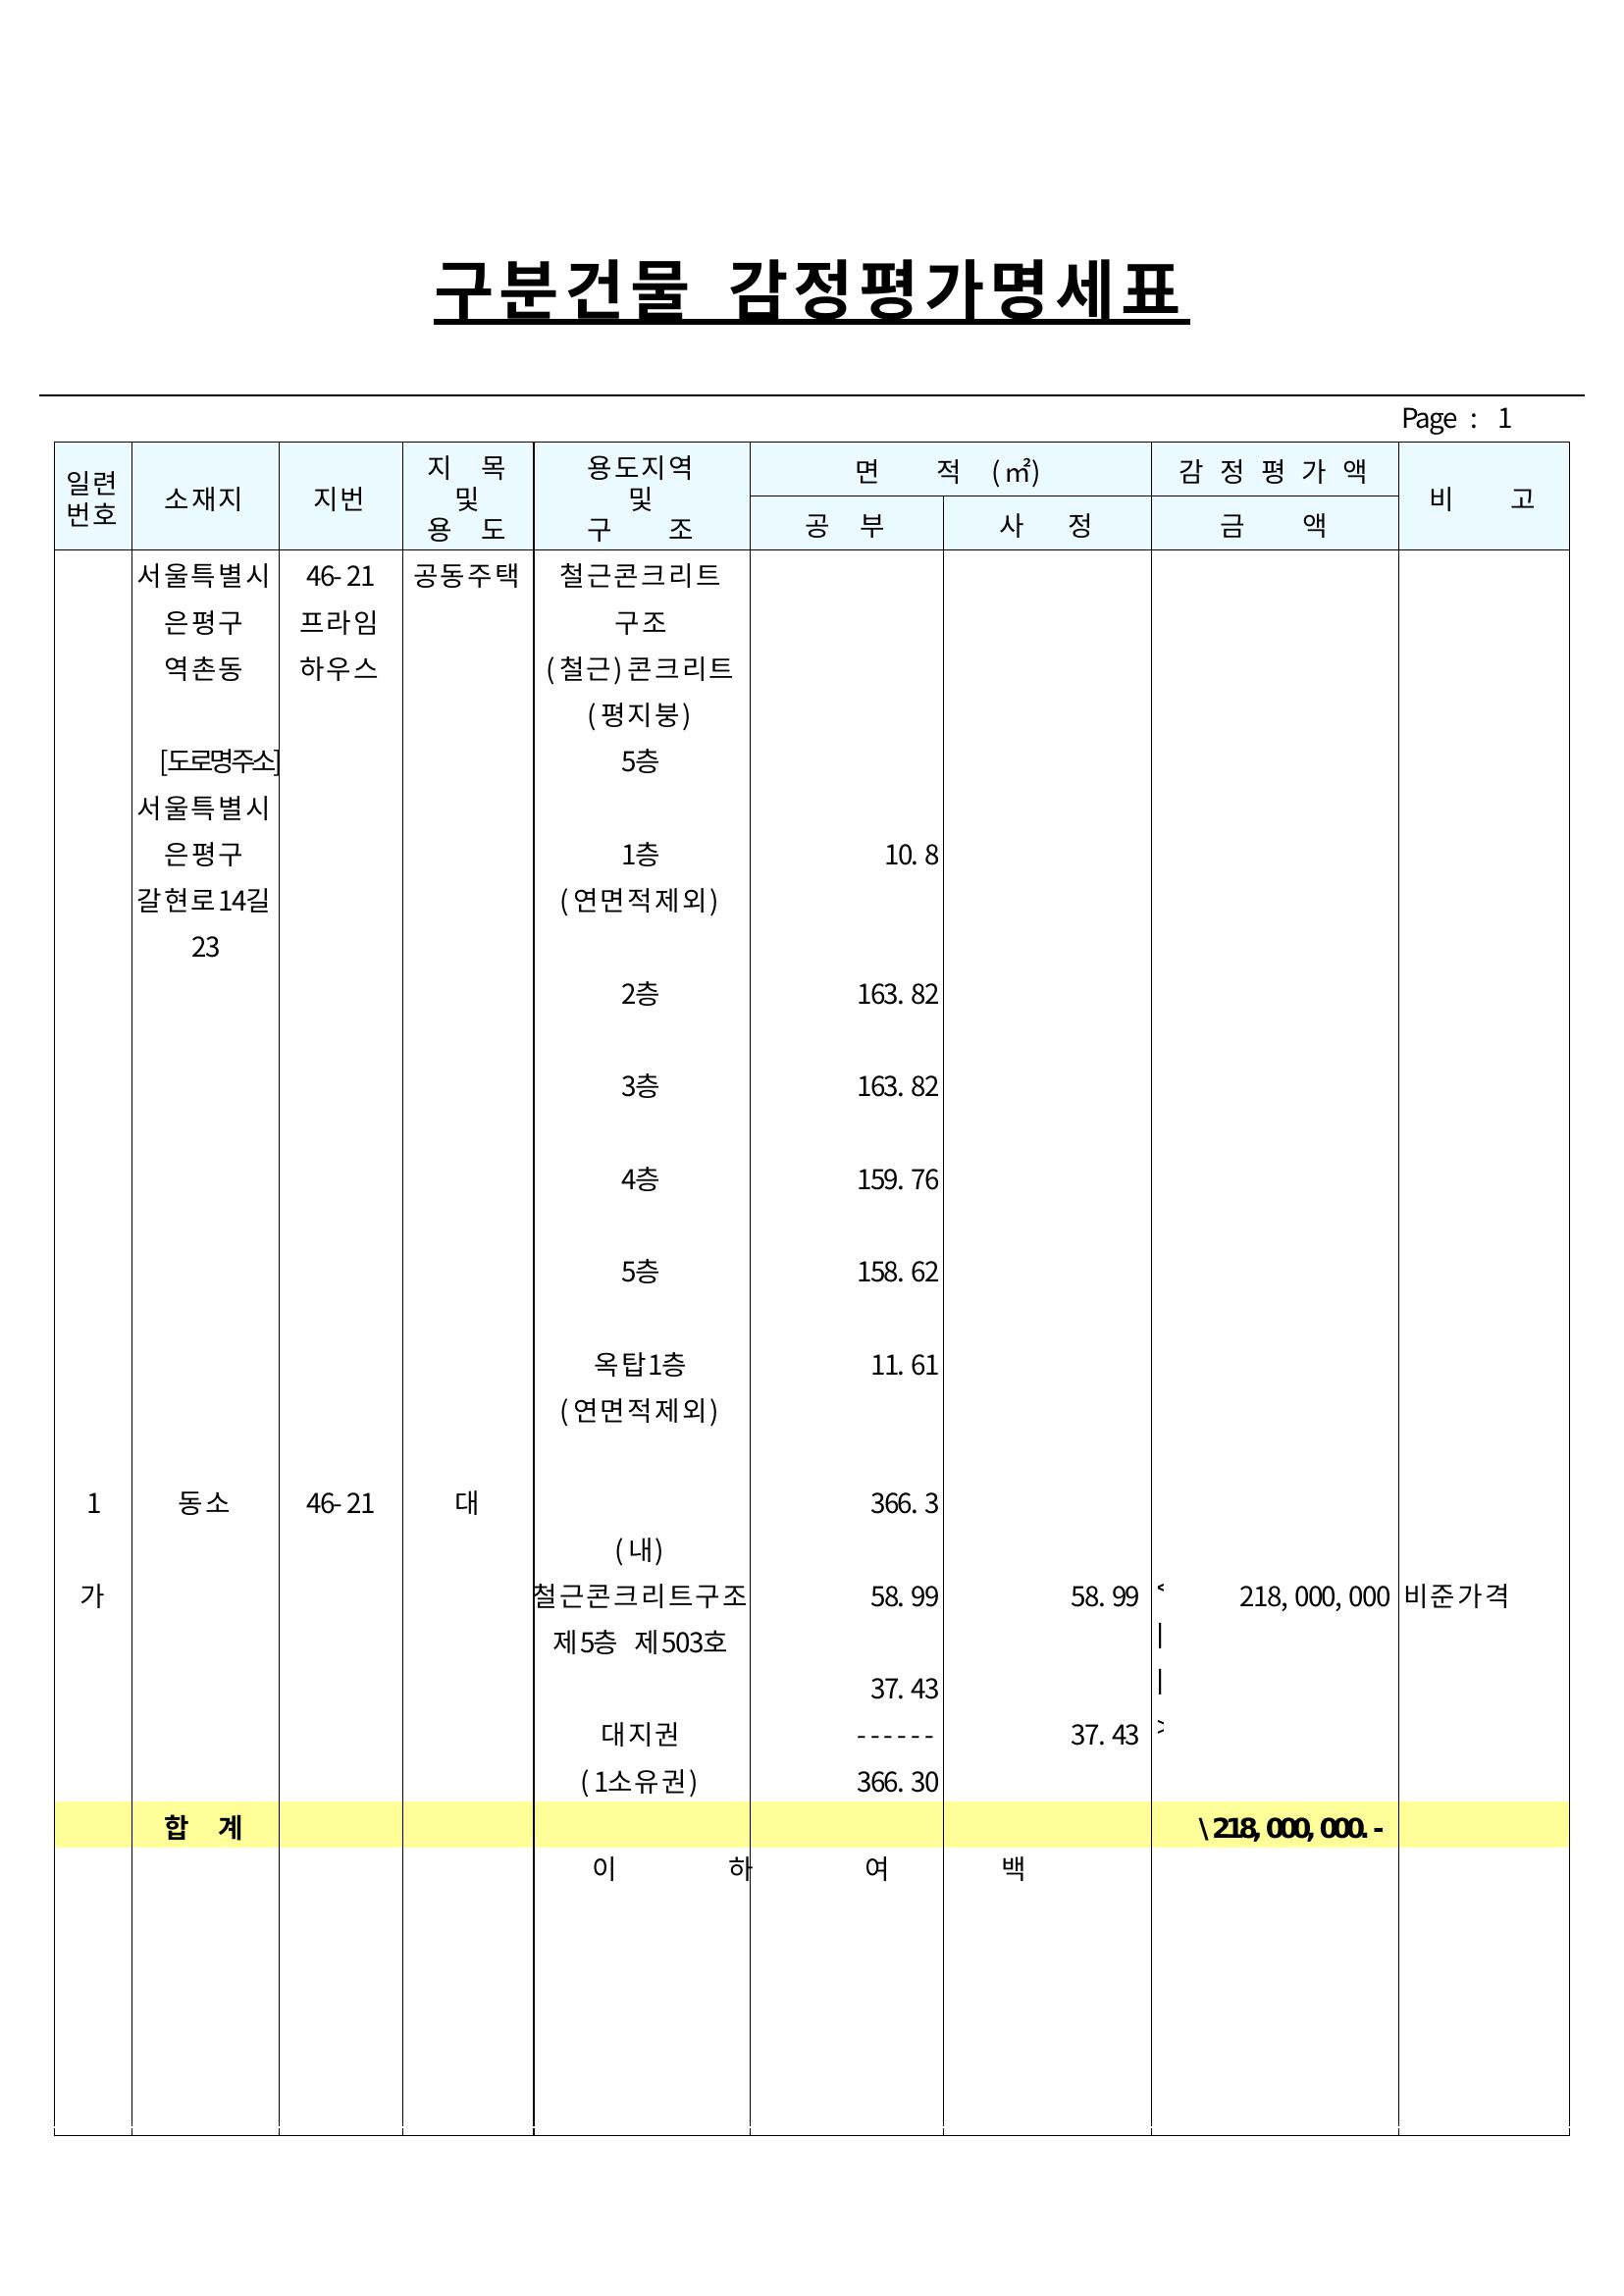 구분건물 감정평가명세표
Page : 1
일련 번호 소재지 지번 지 목 및 용 도 용도지역 및 구 조 면 적 (㎡) 감 정 평 가 액 비 고
공 부 사 정 금 액
서울특별시 46-21 공동주택 철근콘크리트
은평구 프라임 구조
역촌동 하우스 (철근)콘크리트
(평지붕)
[도로명주소] 5층
서울특별시
은평구 1층 10.8
갈현로14길 (연면적제외)
23
2층 163.82
3층 163.82
4층 159.76
5층 158.62
옥탑1층 11.61
(연면적제외)
1 동소 46-21 대 366.3
(내)
가 철근콘크리트구조 58.99 58.99 218,000,000 비준가격
제5층 제503호
37.43
대지권 ------ 37.43
(1소유권) 366.30
합 계 \218,000,000.-
이 하 여 백